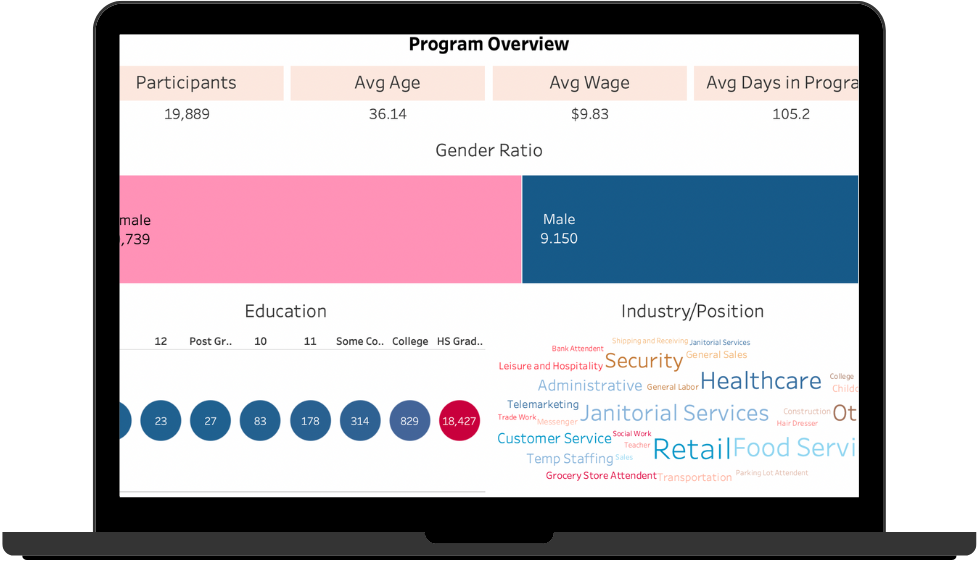 Program Overview
Participants Avg Age Avg Wage Avg Days in Progra
19,889 36.14 $9.83 105.2
Gender Ratio
male Male
,739 9.150
Education Industry/Position
12 Post Gr.. 10 11 Some Co.. College HS Grad..
23 27 83 178 314 829 18,427
Shipping and Receiving Janitorial Services
Bank Attendent
Security General Sales
Leisure and Hospitality
Healthcare College
Administrative General Labor Childc
Telemarketing Janitorial Services Construction Ot
Trade Work Messenger Hair Dresser
Customer Service Social Work
Teacher
Retail Food Servi
Temp Staffing Sales
Grocery Store Attendent Transportation Parking Lot Attendent